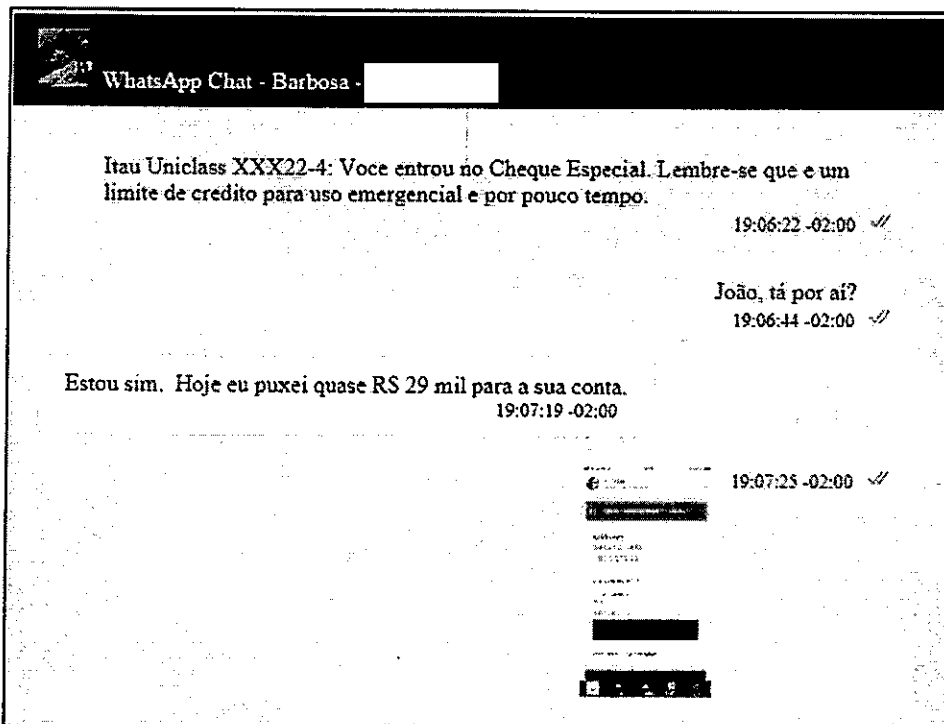 WhatsApp Chat - Barbosa -
Itau Uniclass XXX22-4: Voce entrou no Cheque Especial. Lembre-se que e um
limite de credito para uso emergencial e por pouco tempo.
19:06:22 -02:00
João, tá por aí?
19:06:44 -02:00
Estou sim. Hoje eu puxei quase R$ 29 mil para a sua conta.
19:07:19 -02:00
19:07:25 -02:00